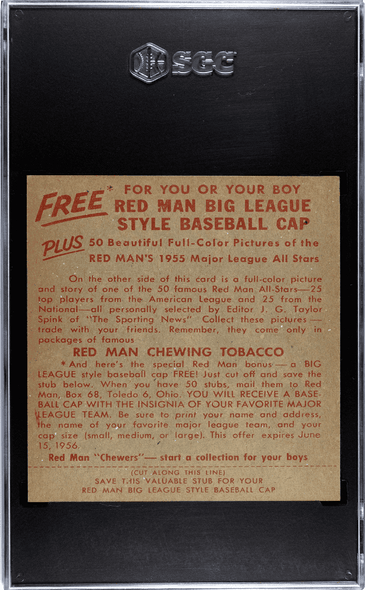 SGC
FREE* FOR YOU OR YOUR BOY
RED MAN BIG LEAGUE
STYLE BASEBALL CAP
PLUS 50 Beautiful Full-Color Pictures of the
RED MAN'S 1955 Major League All Stars
On the other side of this card is a full-color picture
and story of one of the 50 famous Red Man All-Stars—25
top players from the American League and 25 from the
National—all personally selected by Editor J. G. Taylor
Spink of "The Sporting News" Collect these pictures—
trade with your friends. Remember, they come only in
packages of famous
RED MAN CHEWING TOBACCO
*And here's the special Red Man bonus—a BIG
LEAGUE style baseball cap FREE! Just cut off and save the
stub below. When you have 50 stubs, mail them to Red
Man, Box 68, Toledo 6, Ohio. YOU WILL RECEIVE A BASE-
BALL CAP WITH THE INSIGNIA OF YOUR FAVORITE MAJOR
LEAGUE TEAM. Be sure to print your name and address,
the name of your favorite major league team, and your
cap size (small, medium, or large). This offer expires June
15, 1956.
Red Man "Chewers"—start a collection for your boys
(CUT ALONG THIS LINE)
SAVE THIS VALUABLE STUB FOR YOUR
RED MAN BIG LEAGUE STYLE BASEBALL CAP